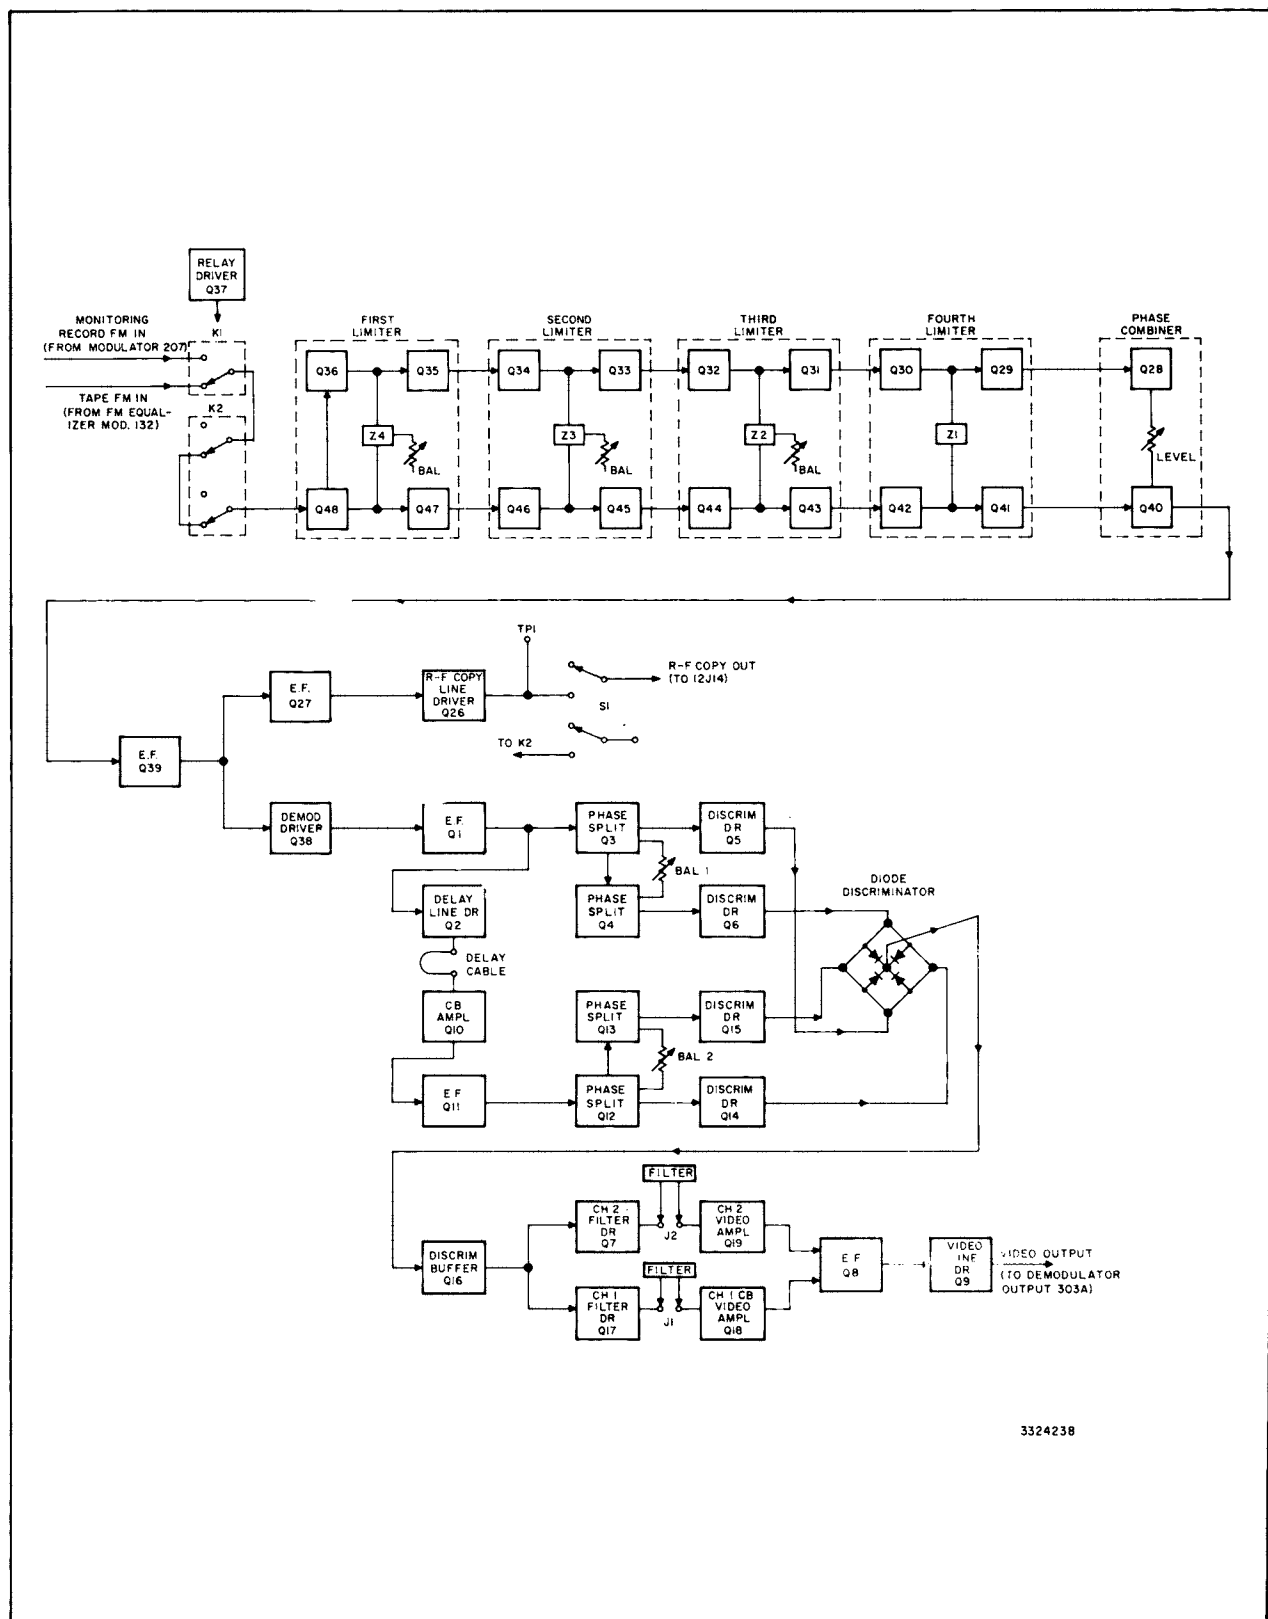 RELAY
DRIVER
Q37
K1
MONITORING
RECORD FM IN
(FROM MODULATOR 207)
TAPE FM IN
(FROM FM EQUAL-
IZER MOD. 132)
K2
FIRST
LIMITER
Q36
Q35
Z4
BAL
Q48
Q47
SECOND
LIMITER
Q34
Q33
Z3
BAL
Q46
Q45
THIRD
LIMITER
Q32
Q31
Z2
BAL
Q44
Q43
FOURTH
LIMITER
Q30
Q29
Z1
Q42
Q41
PHASE
COMBINER
Q28
LEVEL
Q40
TP1
E.F.
Q27
R-F COPY
LINE
DRIVER
Q26
R-F COPY OUT
(TO 12J14)
S1
TO K2
E.F.
Q39
DEMOD
DRIVER
Q38
E.F.
Q1
PHASE
SPLIT
Q3
DISCRIM
DR
Q5
BAL 1
DELAY
LINE DR
Q2
PHASE
SPLIT
Q4
DISCRIM
DR
Q6
DIODE
DISCRIMINATOR
DELAY
CABLE
CB
AMPL
Q10
PHASE
SPLIT
Q13
DISCRIM
DR
Q15
BAL 2
E F
Q11
PHASE
SPLIT
Q12
DISCRIM
DR
Q14
FILTER
CH 2
FILTER
DR
Q7
J2
CH 2
VIDEO
AMPL
Q19
DISCRIM
BUFFER
Q16
FILTER
CH 1
FILTER
DR
Q17
J1
CH 1 CB
VIDEO
AMPL
Q18
E F
Q8
VIDEO
LINE
DR
Q9
VIDEO OUTPUT
(TO DEMODULATOR
OUTPUT 303A)
3324238